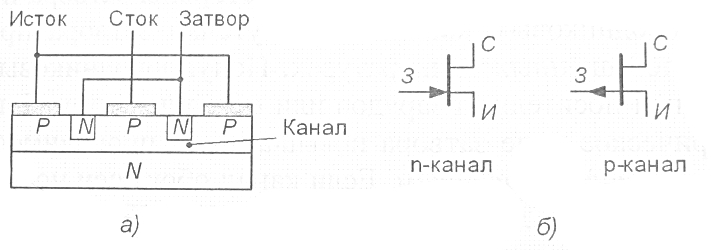 Исток Сток Затвор
P N P N P
Канал
N
а)
З С И
n-канал
З С И
p-канал
б)